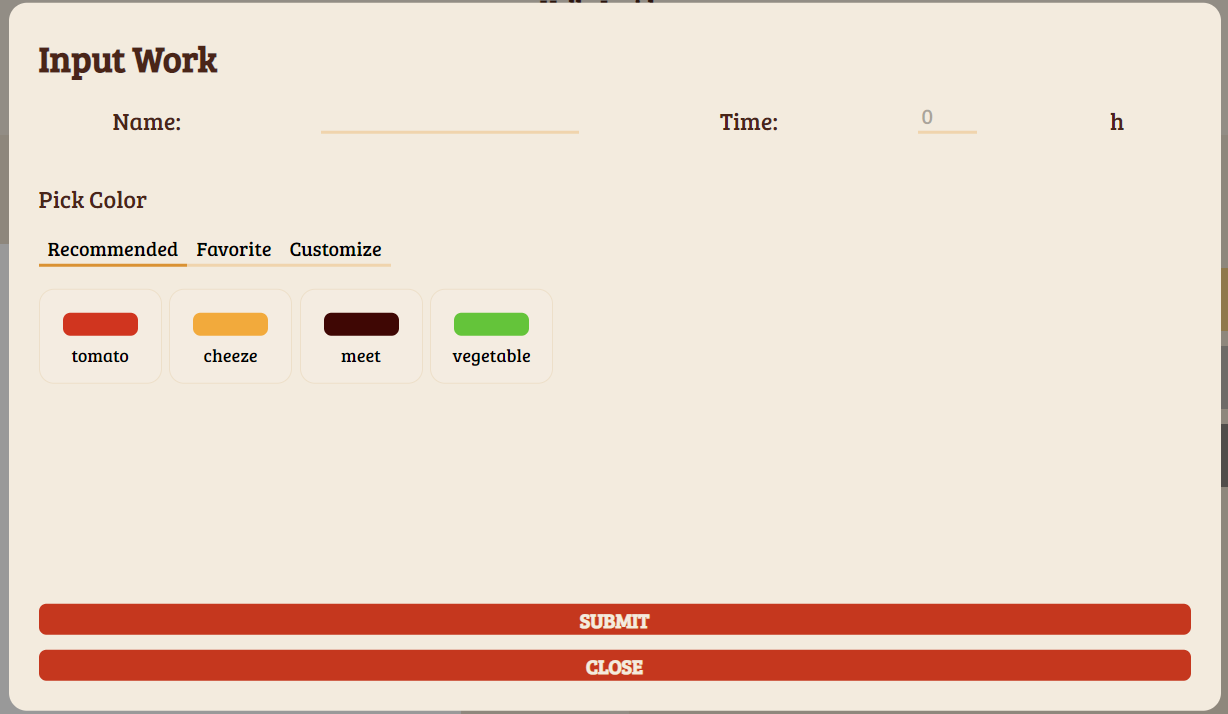 Input Work
Name: Time: 0 h
Pick Color
Recommended Favorite Customize
tomato cheeze meet vegetable
SUBMIT
CLOSE